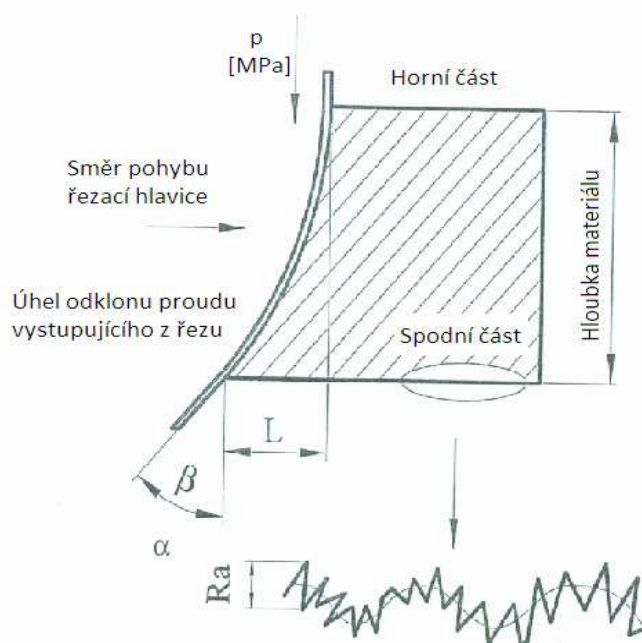 p
[MPa]
Horní část
Směr pohybu
řezací hlavice
Hloubka materiálu
Úhel odklonu proudu
vystupujícího z řezu
Spodní část
L
β
α
Ra